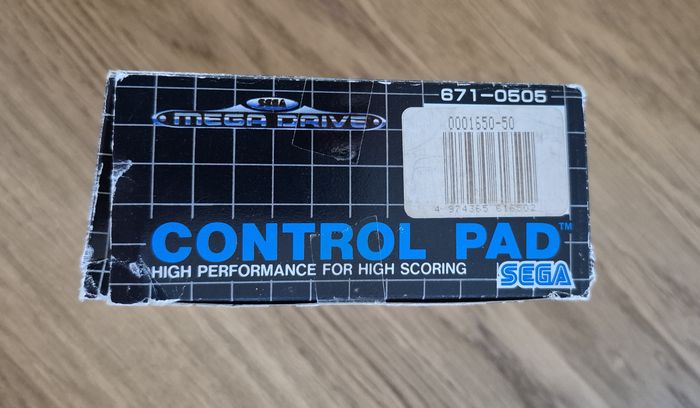 671-0505
SEGA
MEGA DRIVE
0001650-50
4 974365 616502
CONTROL PAD™
HIGH PERFORMANCE FOR HIGH SCORING
SEGA